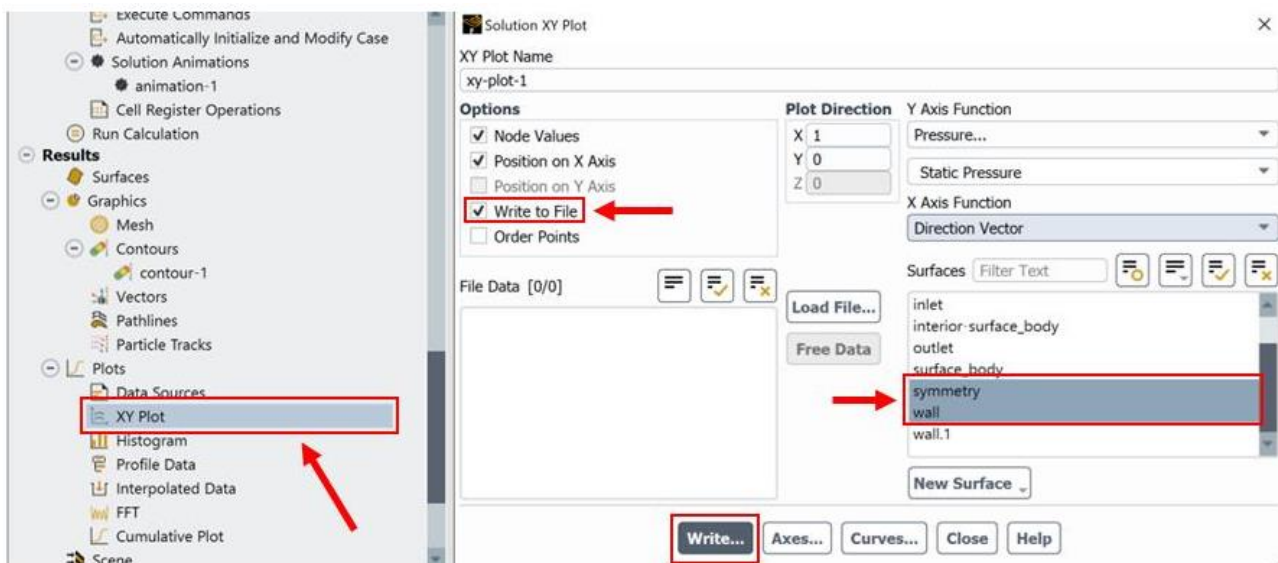 Execute Commands
Automatically Initialize and Modify Case
Solution Animations
animation-1
Cell Register Operations
Run Calculation
Results
Surfaces
Graphics
Mesh
Contours
contour-1
Vectors
Pathlines
Particle Tracks
Plots
Data Sources
XY Plot
Histogram
Profile Data
Interpolated Data
FFT
Cumulative Plot
Scene
Solution XY Plot
XY Plot Name
xy-plot-1
Options
Node Values
Position on X Axis
Position on Y Axis
Write to File
Order Points
Plot Direction
X 1
Y 0
Z 0
Y Axis Function
Pressure...
Static Pressure
X Axis Function
Direction Vector
File Data [0/0]
Load File...
Free Data
Surfaces Filter Text
inlet
interior-surface_body
outlet
surface_body
symmetry
wall
wall.1
New Surface
Write... Axes... Curves... Close Help